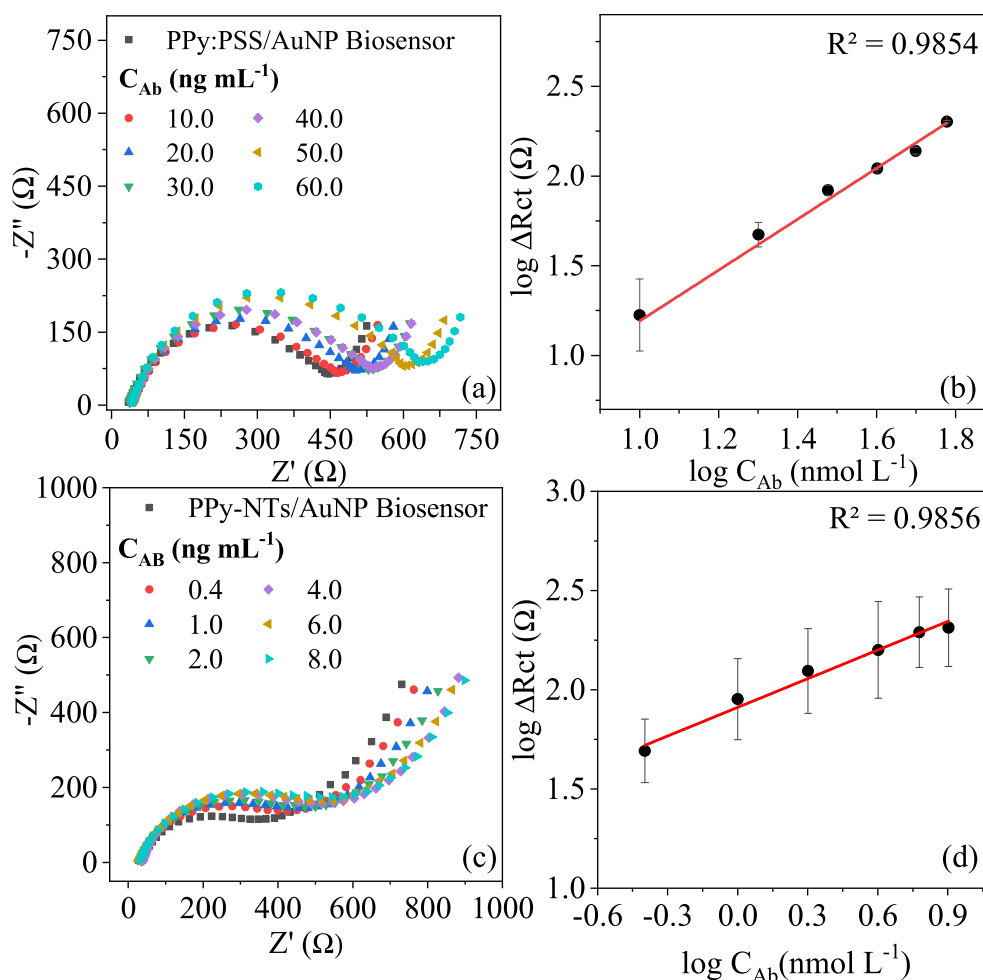 PPy:PSS/AuNP Biosensor
C_Ab (ng mL⁻¹)
10.0 40.0
20.0 50.0
30.0 60.0
-Z'' (Ω)
750
600
450
300
150
0
0 150 300 450 600 750
Z' (Ω)
(a)
R² = 0.9854
log ΔRct (Ω)
2.5
2.0
1.5
1.0
1.0 1.2 1.4 1.6 1.8
log C_Ab (nmol L⁻¹)
(b)
PPy-NTs/AuNP Biosensor
C_AB (ng mL⁻¹)
0.4 4.0
1.0 6.0
2.0 8.0
-Z'' (Ω)
1000
800
600
400
200
0
0 200 400 600 800 1000
Z' (Ω)
(c)
R² = 0.9856
log ΔRct (Ω)
3.0
2.5
2.0
1.5
1.0
-0.6 -0.3 0.0 0.3 0.6 0.9
log C_Ab(nmol L⁻¹)
(d)